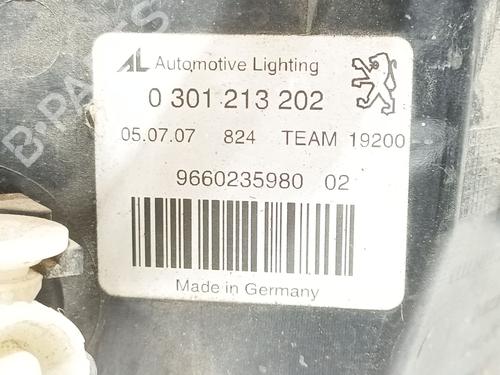 AL Automotive Lighting
0 301 213 202
05.07.07 824 TEAM 19200
9660235980 02
Made in Germany
B-PARTS